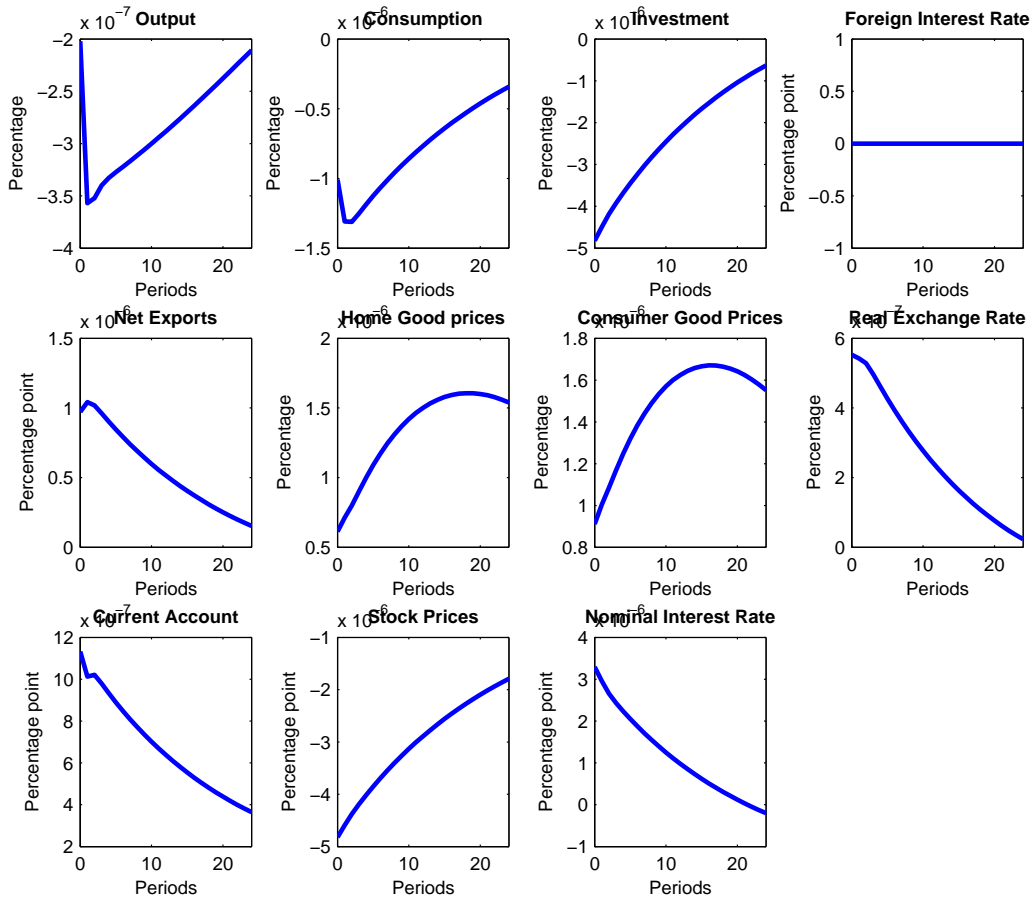 x 10−7
Output
−2
−2.5
−3
−3.5
−4
Percentage
0 10 20
Periods
x 10−6
Consumption
0
−0.5
−1
−1.5
Percentage
0 10 20
Periods
x 10−6
Investment
0
−1
−2
−3
−4
−5
Percentage
0 10 20
Periods
Foreign Interest Rate
1
0.5
0
−0.5
−1
Percentage point
0 10 20
Periods
x 10−6
Net Exports
1.5
1
0.5
0
Percentage point
0 10 20
Periods
x 10−6
Home Good prices
2
1.5
1
0.5
Percentage
0 10 20
Periods
x 10−6
Consumer Good Prices
1.8
1.6
1.4
1.2
1
0.8
Percentage
0 10 20
Periods
x 10−7
Real Exchange Rate
6
4
2
0
Percentage
0 10 20
Periods
x 10−7
Current Account
12
10
8
6
4
2
Percentage point
0 10 20
Periods
x 10−6
Stock Prices
−1
−2
−3
−4
−5
Percentage point
0 10 20
Periods
x 10−6
Nominal Interest Rate
4
3
2
1
0
−1
Percentage point
0 10 20
Periods